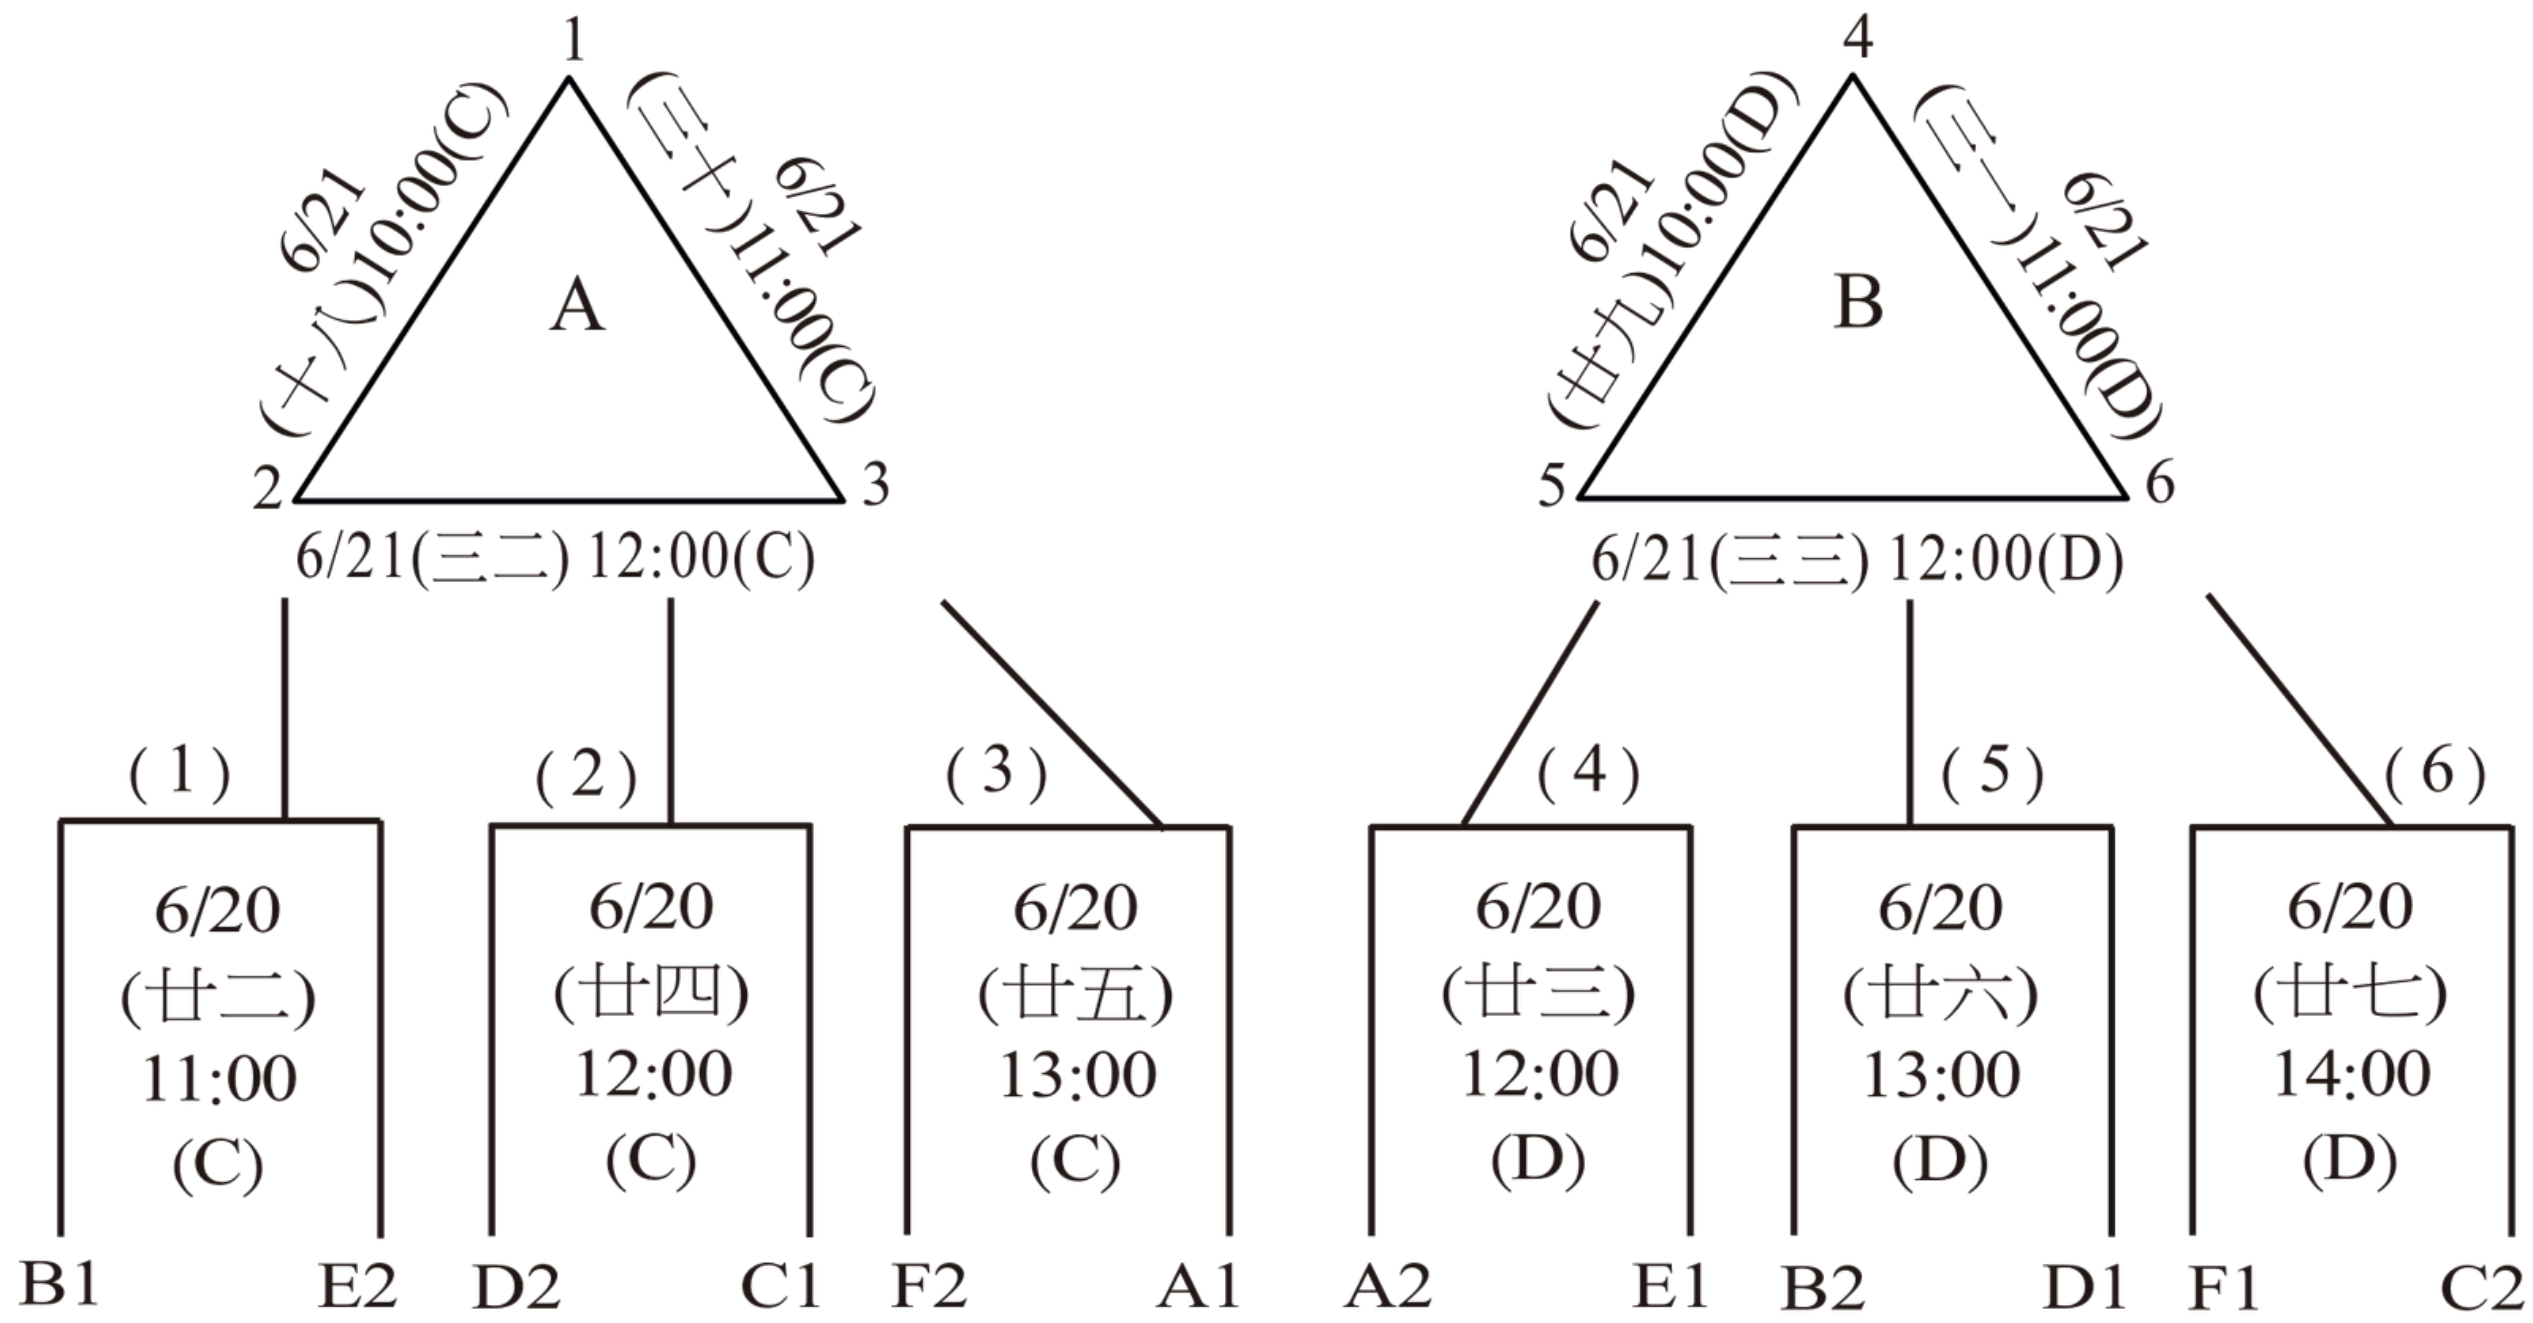 1
6/21
(十八)10:00(C)
(三十)11:00(C)
6/21
A
2
3
6/21(三二) 12:00(C)
4
6/21
(廿九)10:00(D)
(三一)11:00(D)
6/21
B
5
6
6/21(三三) 12:00(D)
(1)
6/20
(廿二)
11:00
(C)
B1
E2
(2)
6/20
(廿四)
12:00
(C)
D2
C1
(3)
6/20
(廿五)
13:00
(C)
F2
A1
(4)
6/20
(廿三)
12:00
(D)
A2
E1
(5)
6/20
(廿六)
13:00
(D)
B2
D1
(6)
6/20
(廿七)
14:00
(D)
F1
C2